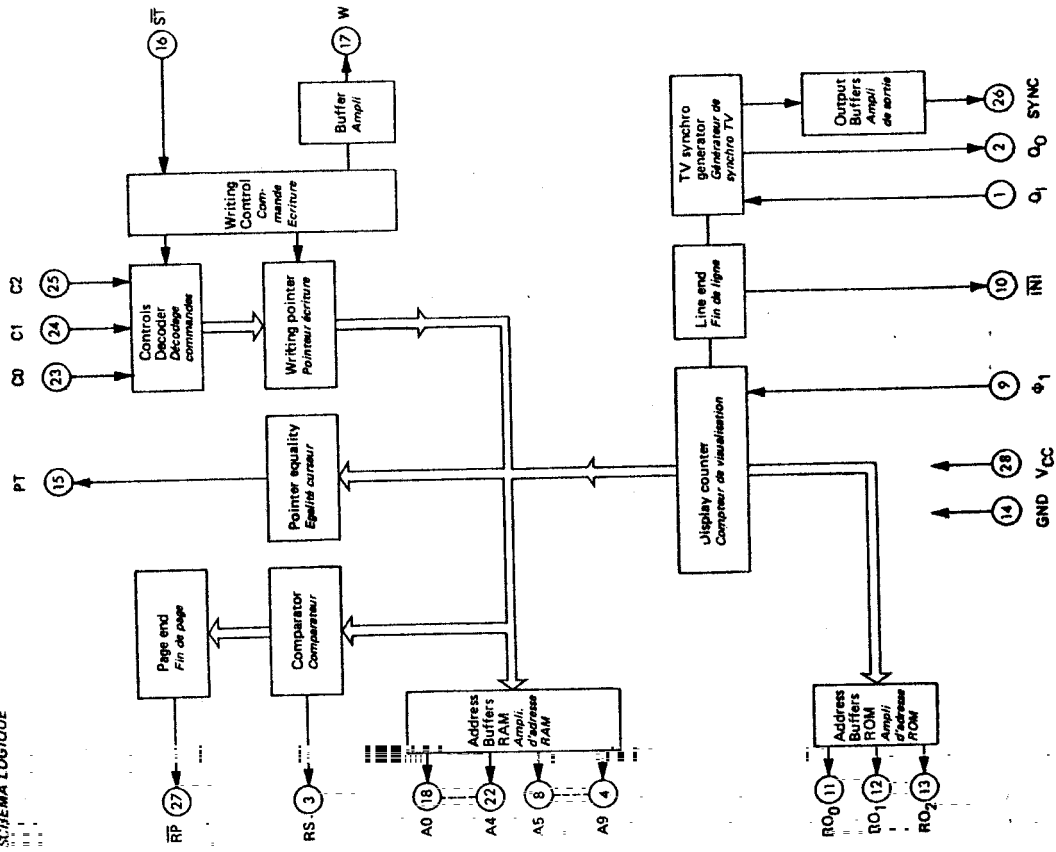 SCHEMA LOGIQUE
C0
C1
C2
23
24
25
16
ST
PT
15
Controls
Decoder
Décodage
commandes
Writing
Control
Com-
mande
Ecriture
Buffer
Ampli
17
W
Page end
Fin de page
RP
27
Pointer equality
Egalité curseur
Writing pointer
Pointeur écriture
Comparator
Comparateur
RS
3
Address
Buffers
RAM
Ampli.
d'adresse
RAM
A0
18
A4
22
A5
8
A9
4
Display counter
Compteur de visualisation
Line end
Fin de ligne
TV synchro
generator
Générateur de
synchro TV
Output
Buffers
Ampli
de sortie
Address
Buffers
ROM
Ampli
d'adresse
ROM
RO0
11
RO1
12
RO2
13
14
28
9
10
1
2
26
GND
VCC
Φ1
INI
QI
QO
SYNC